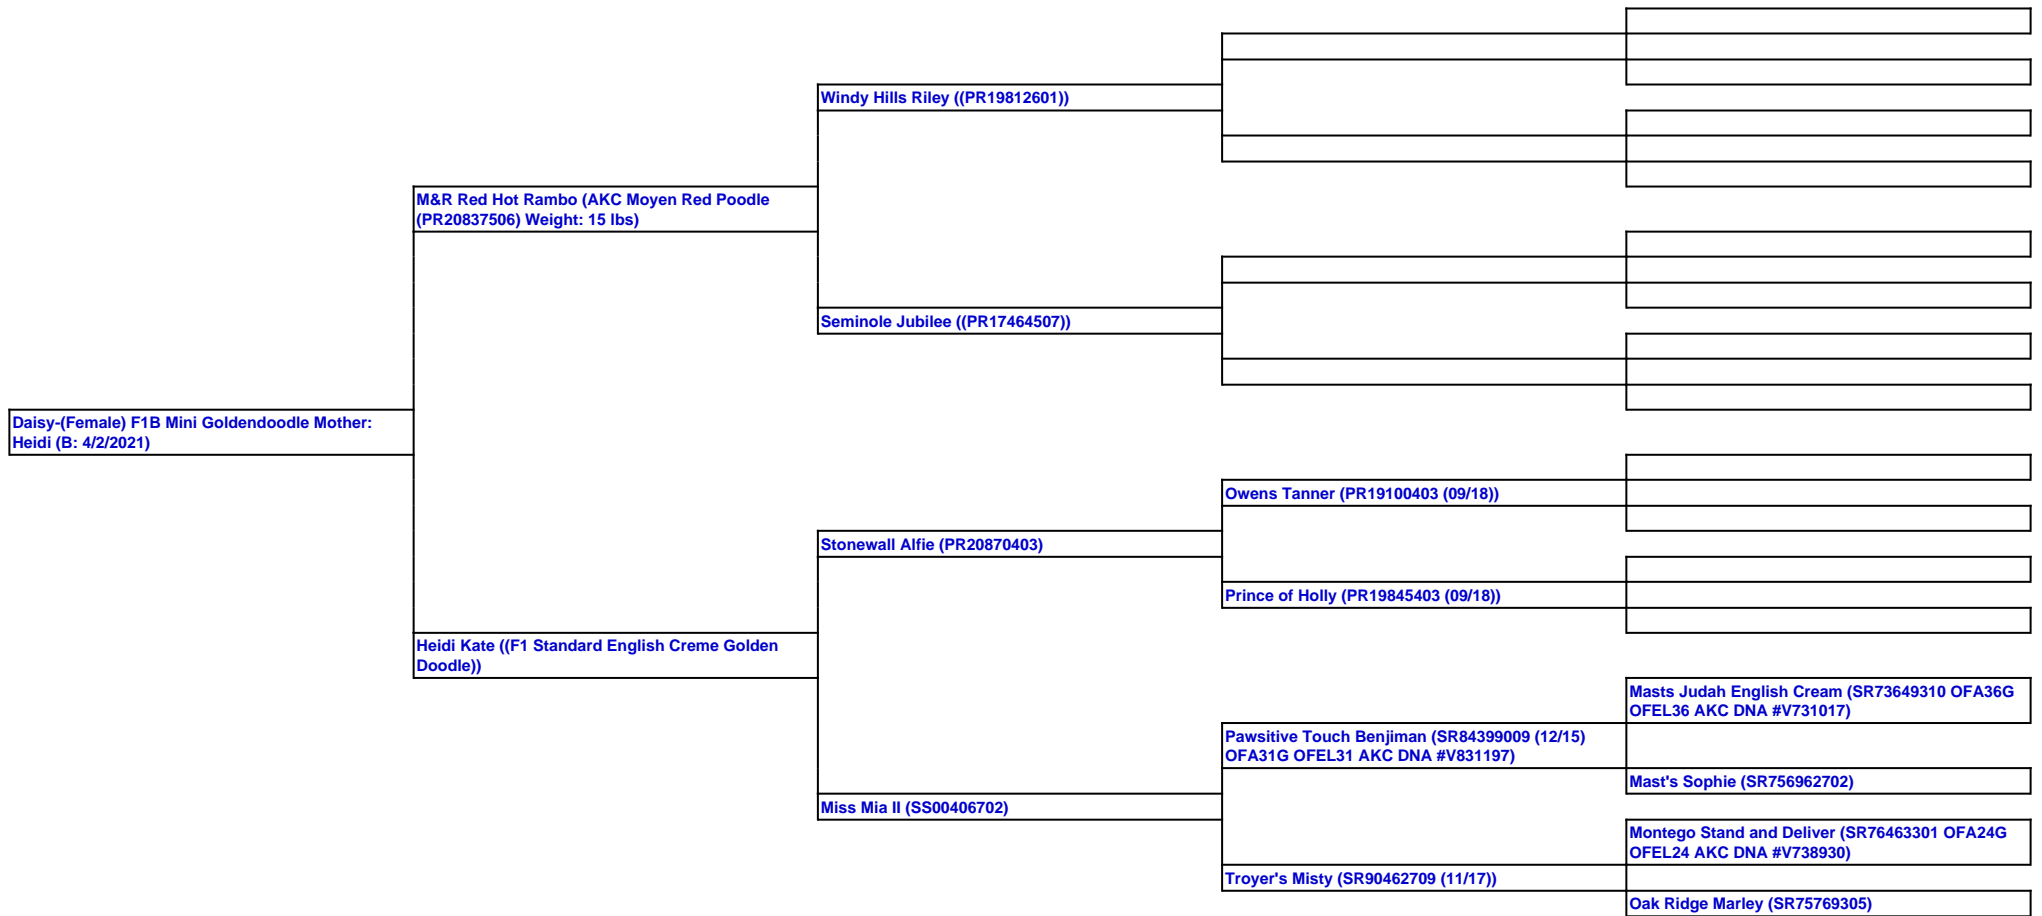 Windy Hills Riley ((PR19812601))
M&R Red Hot Rambo (AKC Moyen Red Poodle
(PR20837506) Weight: 15 lbs)
Seminole Jubilee ((PR17464507))
Daisy-(Female) F1B Mini Goldendoodle Mother:
Heidi (B: 4/2/2021)
Owens Tanner (PR19100403 (09/18))
Stonewall Alfie (PR20870403)
Prince of Holly (PR19845403 (09/18))
Heidi Kate ((F1 Standard English Creme Golden
Doodle))
Masts Judah English Cream (SR73649310 OFA36G
OFEL36 AKC DNA #V731017)
Pawsitive Touch Benjiman (SR84399009 (12/15)
OFA31G OFEL31 AKC DNA #V831197)
Mast's Sophie (SR756962702)
Miss Mia II (SS00406702)
Montego Stand and Deliver (SR76463301 OFA24G
OFEL24 AKC DNA #V738930)
Troyer's Misty (SR90462709 (11/17))
Oak Ridge Marley (SR75769305)